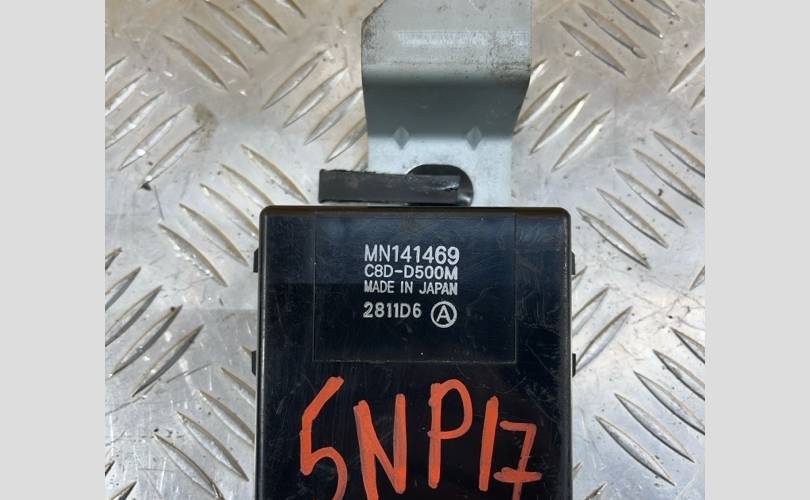 MN141469
C8D-D500M
MADE IN JAPAN
2811D6 Ⓐ
5NP17